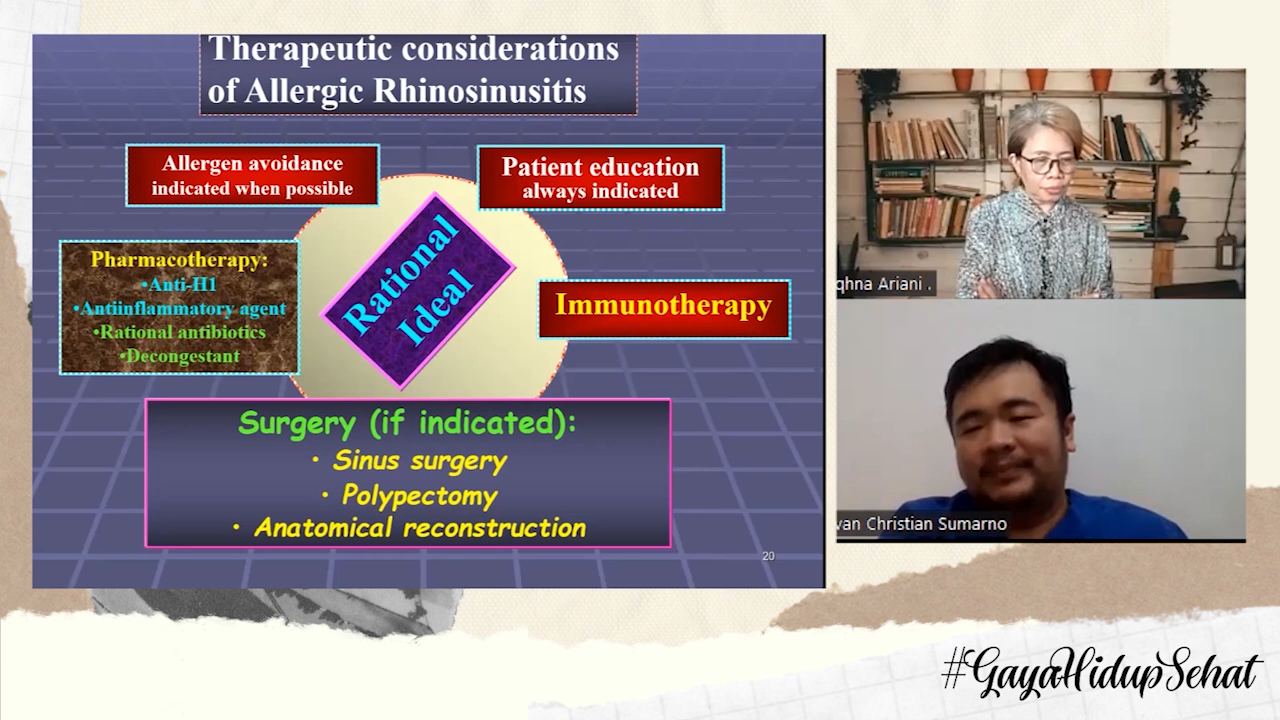 Therapeutic considerations
of Allergic Rhinosinusitis
Allergen avoidance
indicated when possible
Patient education
always indicated
Pharmacotherapy:
•Anti-H1
•Antiinflammatory agent
•Rational antibiotics
•Decongestant
Rational
Ideal
Immunotherapy
Surgery (if indicated):
• Sinus surgery
• Polypectomy
• Anatomical reconstruction
20
qhna Ariani .
van Christian Sumarno
#GayaHidupSehat